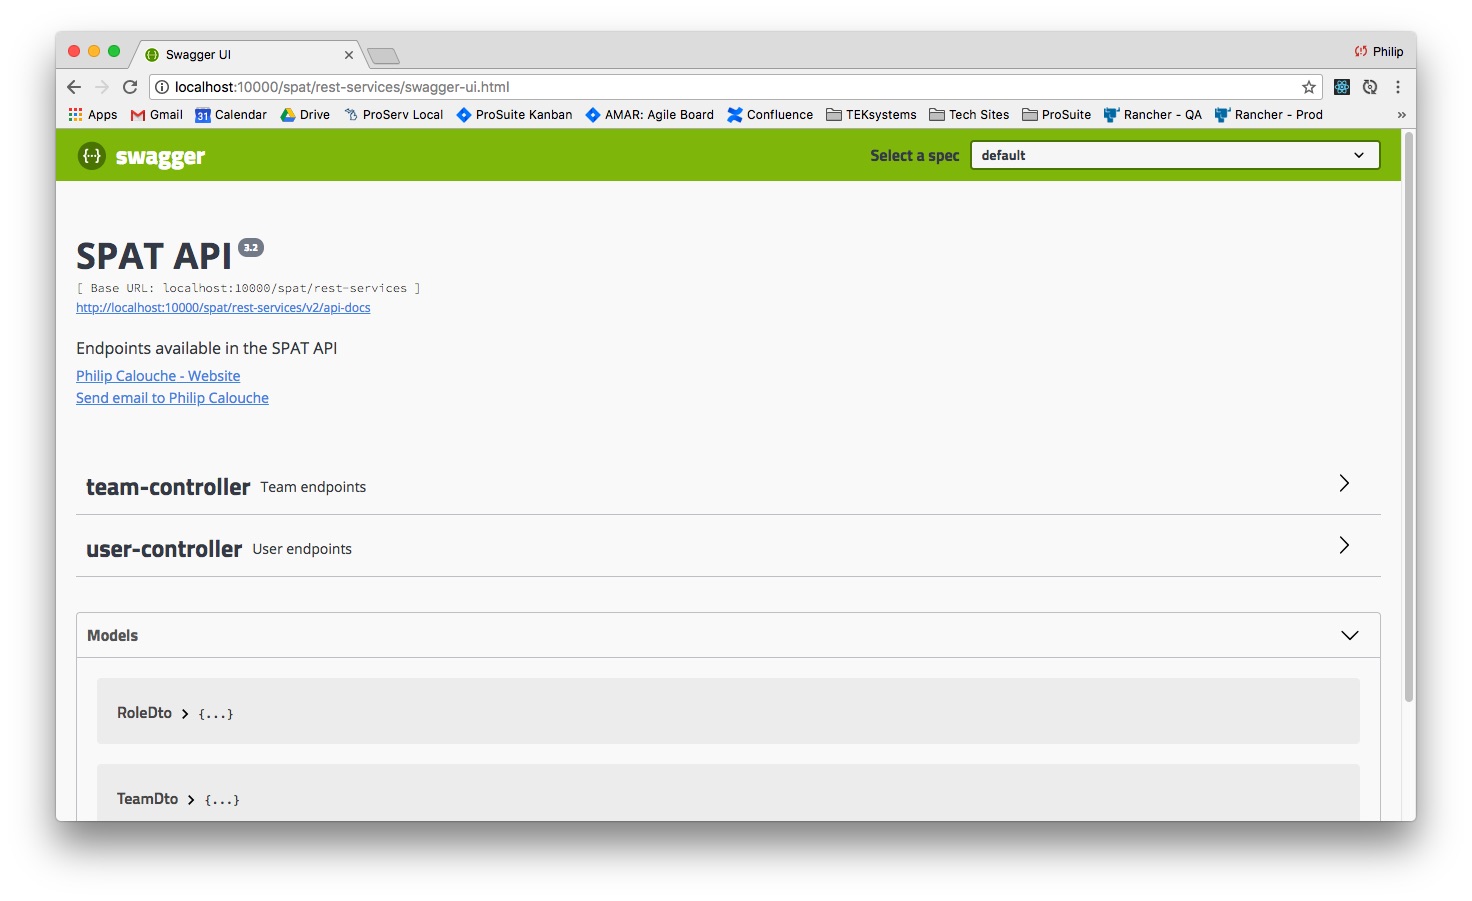 Swagger UI
Philip
localhost:10000/spat/rest-services/swagger-ui.html
Apps Gmail 31 Calendar Drive ProServ Local ProSuite Kanban AMAR: Agile Board Confluence TEKsystems Tech Sites ProSuite Rancher - QA Rancher - Prod »
{··} swagger Select a spec default
SPAT API 3.2
[ Base URL: localhost:10000/spat/rest-services ]
http://localhost:10000/spat/rest-services/v2/api-docs
Endpoints available in the SPAT API
Philip Calouche - Website
Send email to Philip Calouche
team-controller Team endpoints
user-controller User endpoints
Models
RoleDto > {...}
TeamDto > {...}